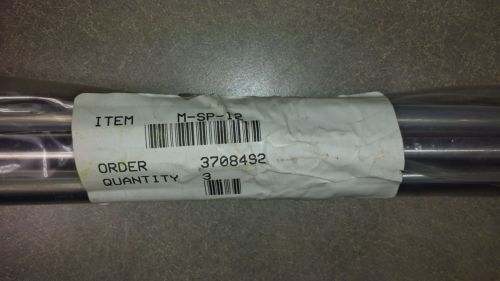 ITEM M-SP-12
ORDER 3708492
QUANTITY 3